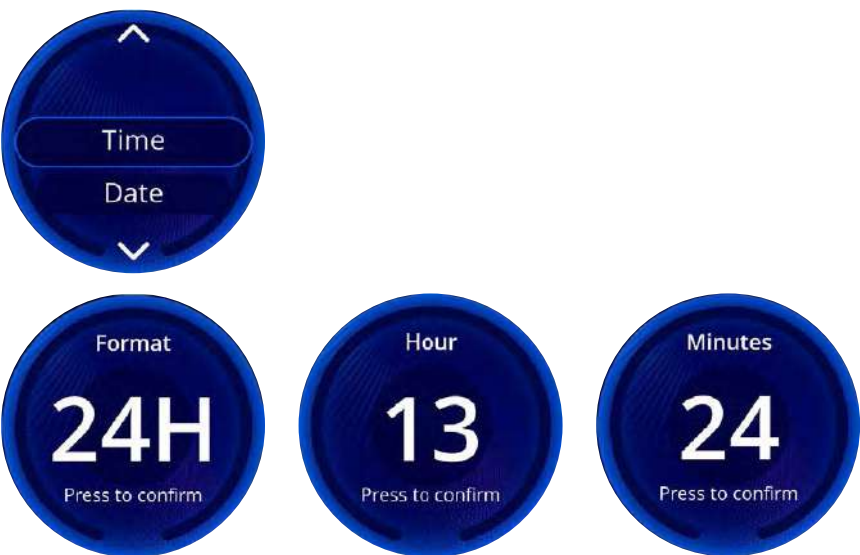 Time
Date
Format
24H
Press to confirm
Hour
13
Press to confirm
Minutes
24
Press to confirm